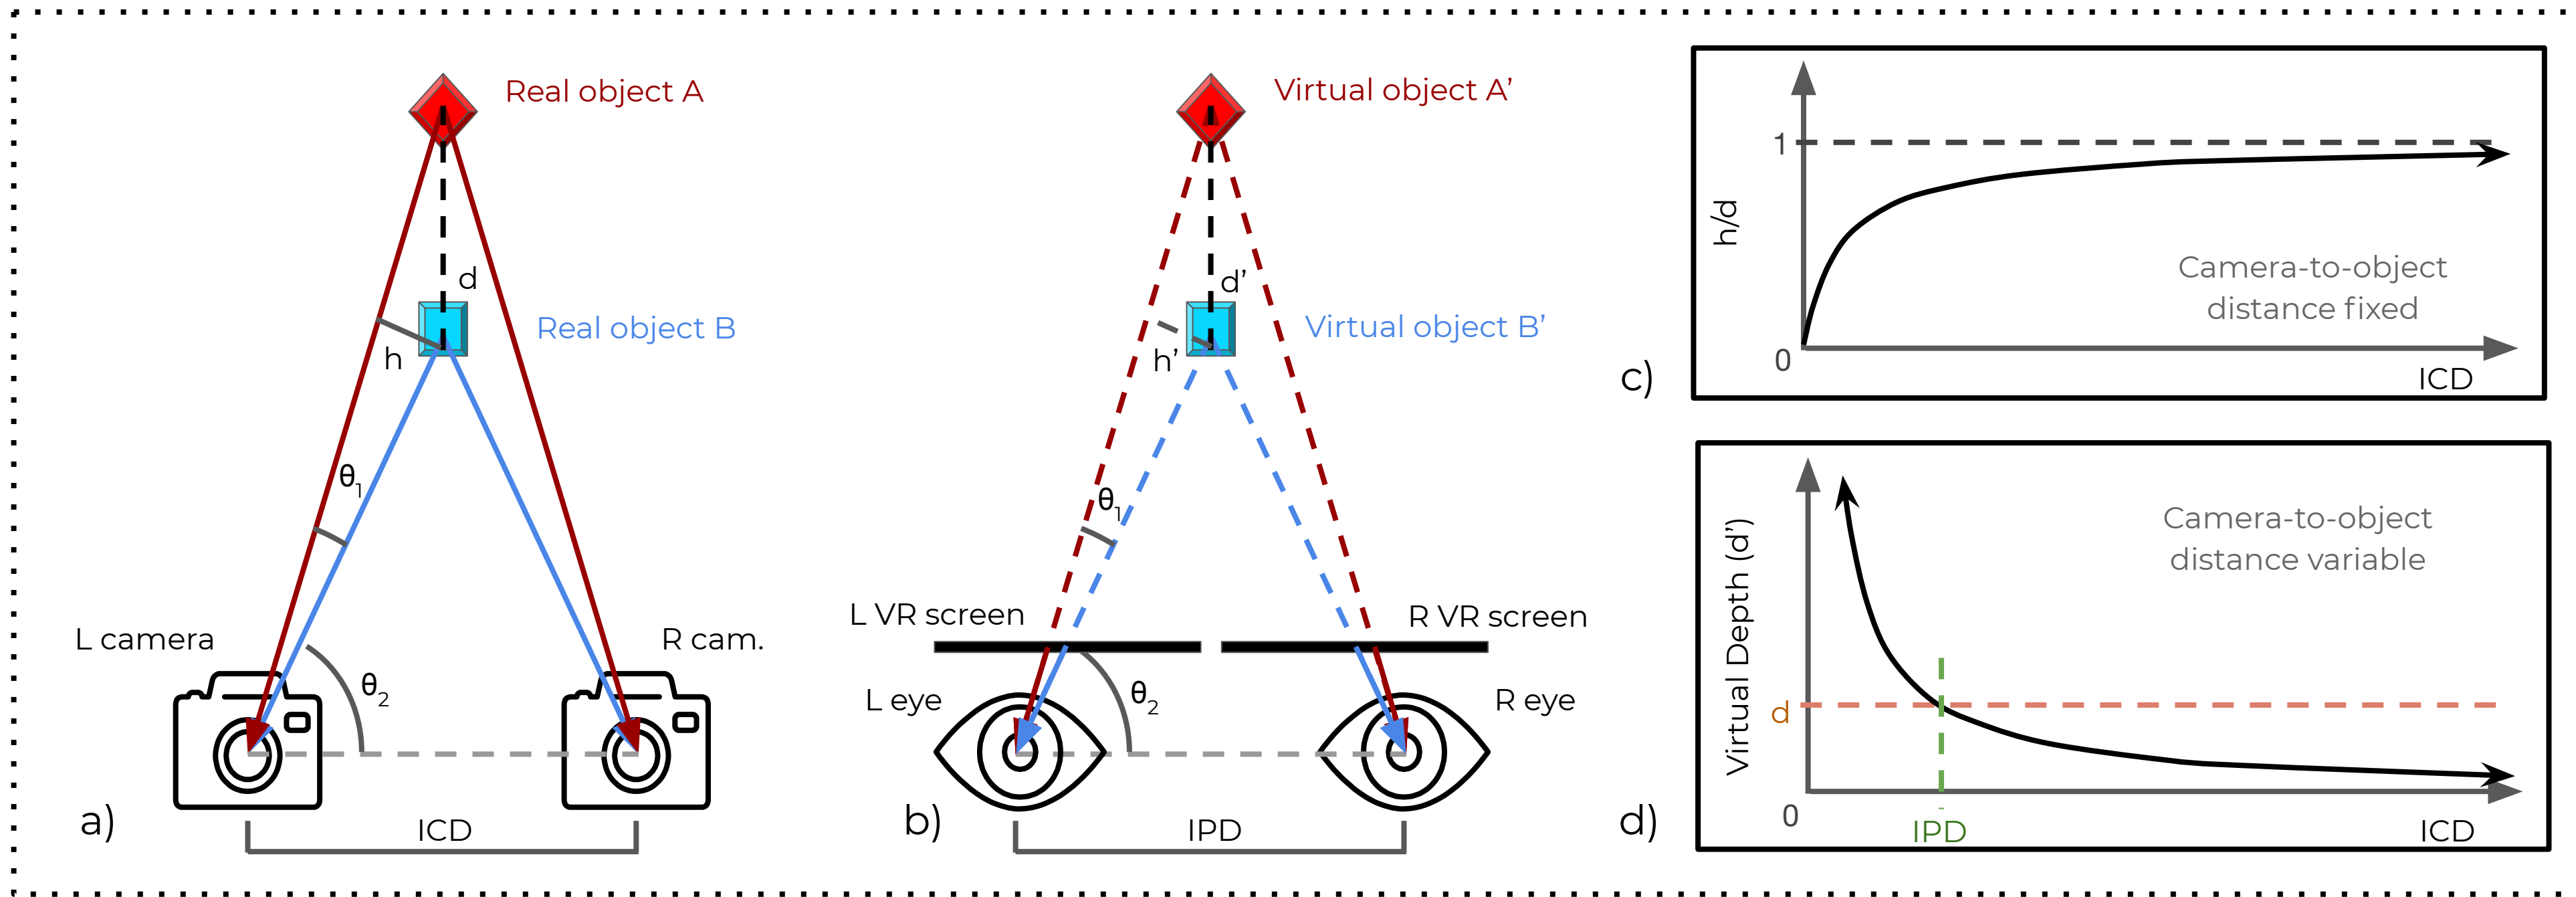 Real object A
d
Real object B
h
θ1
L camera
R cam.
θ2
a)
ICD
Virtual object A’
d’
Virtual object B’
h’
θ1
L VR screen
R VR screen
L eye
θ2
R eye
b)
IPD
1
h/d
Camera-to-object
distance fixed
0
ICD
c)
Virtual Depth (d’)
Camera-to-object
distance variable
d
0
IPD
ICD
d)